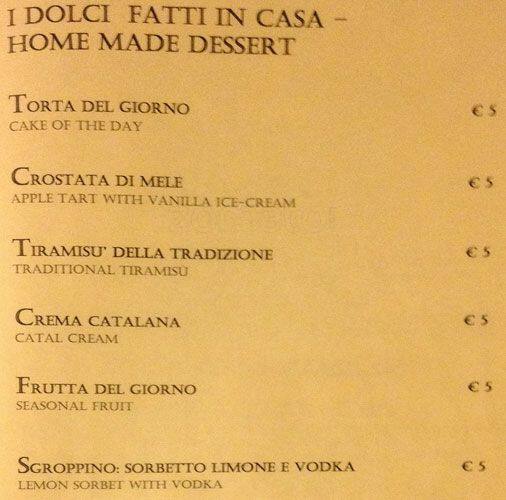 I DOLCI FATTI IN CASA –
HOME MADE DESSERT
TORTA DEL GIORNO € 5
CAKE OF THE DAY
CROSTATA DI MELE € 5
APPLE TART WITH VANILLA ICE-CREAM
TIRAMISU' DELLA TRADIZIONE € 5
TRADITIONAL TIRAMISÙ
CREMA CATALANA € 5
CATAL CREAM
FRUTTA DEL GIORNO € 5
SEASONAL FRUIT
SGROPPINO: SORBETTO LIMONE E VODKA € 5
LEMON SORBET WITH VODKA